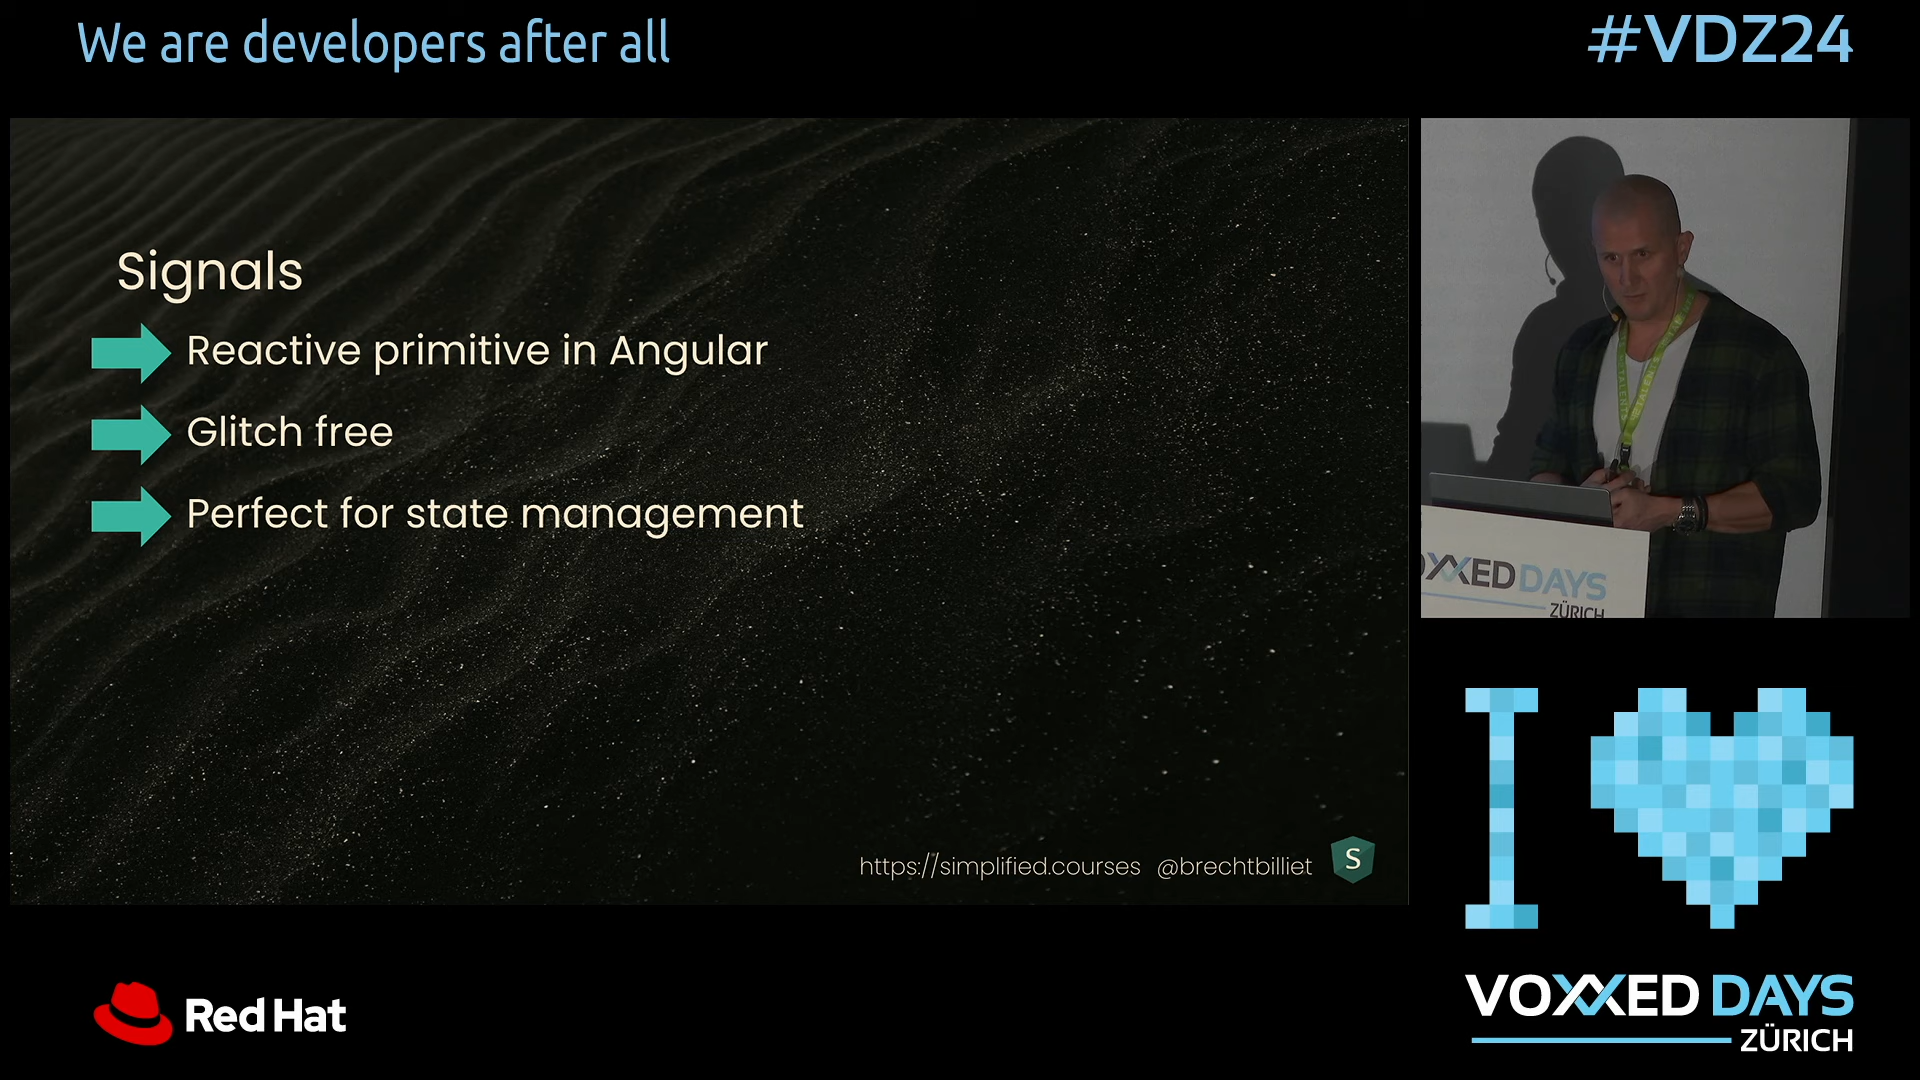 We are developers after all
#VDZ24
Signals
Reactive primitive in Angular
Glitch free
Perfect for state management
https://simplified.courses @brechtbilliet
S
VOXXED DAYS
ZÜRICH
I
Red Hat
VOXXED DAYS
ZÜRICH